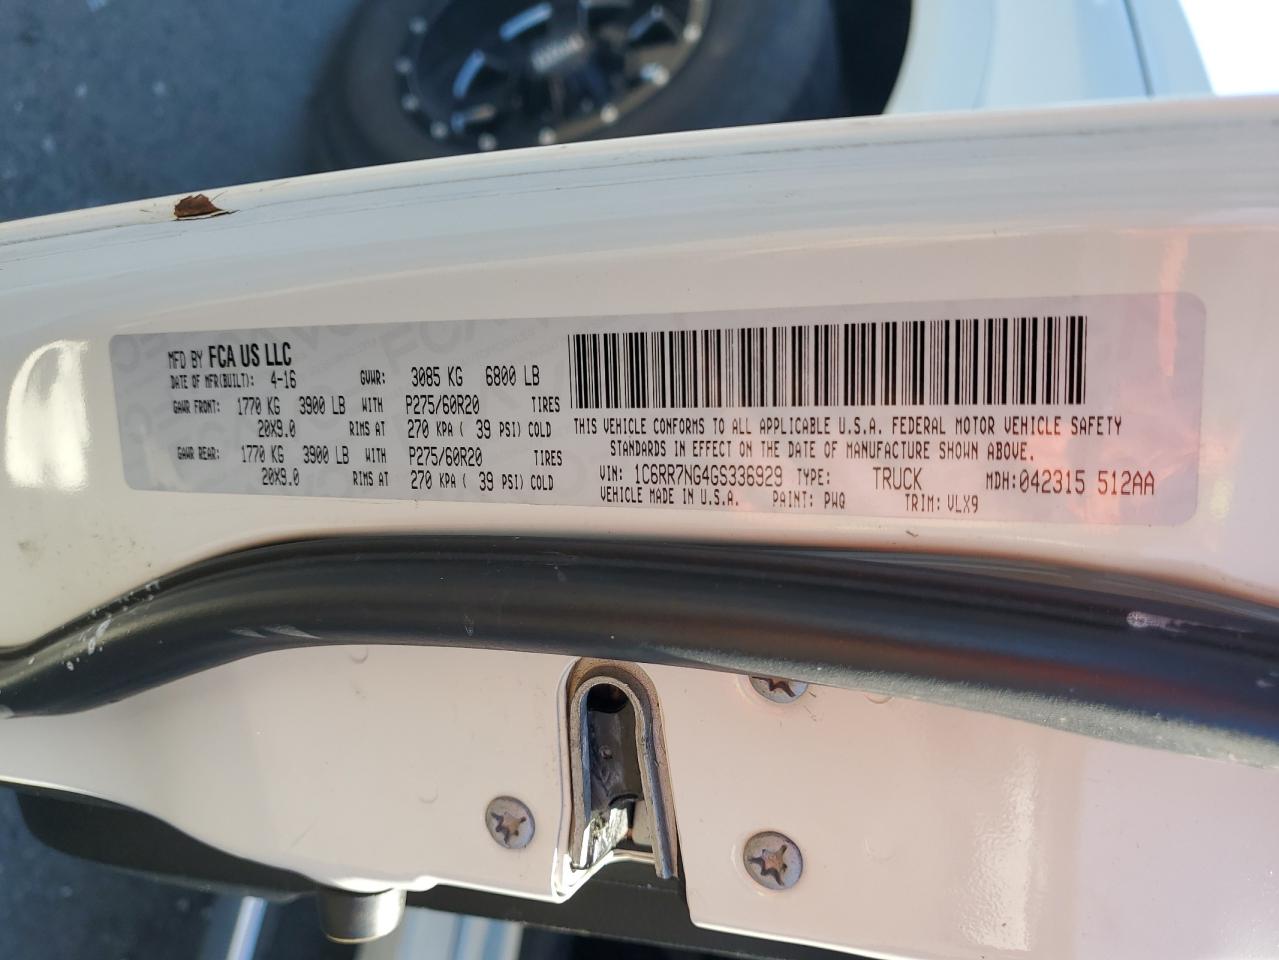 MFD BY FCA US LLC
DATE OF MFR(BUILT): 4-16 GVWR: 3085 KG 6800 LB
GAWR FRONT: 1770 KG 3900 LB WITH P275/60R20 TIRES
20X9.0 RIMS AT 270 KPA ( 39 PSI) COLD
GAWR REAR: 1770 KG 3900 LB WITH P275/60R20 TIRES
20X9.0 RIMS AT 270 KPA ( 39 PSI) COLD
THIS VEHICLE CONFORMS TO ALL APPLICABLE U.S.A. FEDERAL MOTOR VEHICLE SAFETY
STANDARDS IN EFFECT ON THE DATE OF MANUFACTURE SHOWN ABOVE.
VIN: 1C6RR7NG4GS336929 TYPE: TRUCK MDH: 042315 512AA
VEHICLE MADE IN U.S.A. PAINT: PWQ TRIM: VLX9